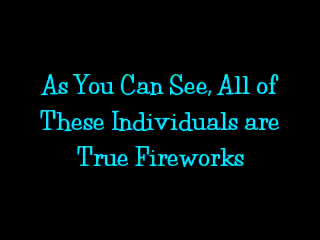 As You Can See, All of
These Individuals are
True Fireworks